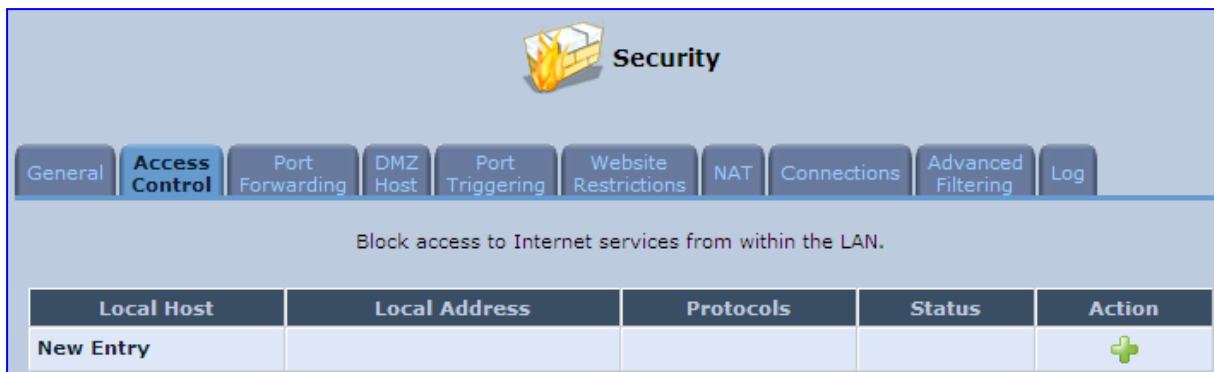 Security
General
Access
Control
Port
Forwarding
DMZ
Host
Port
Triggering
Website
Restrictions
NAT
Connections
Advanced
Filtering
Log
Block access to Internet services from within the LAN.
Local Host Local Address Protocols Status Action
New Entry